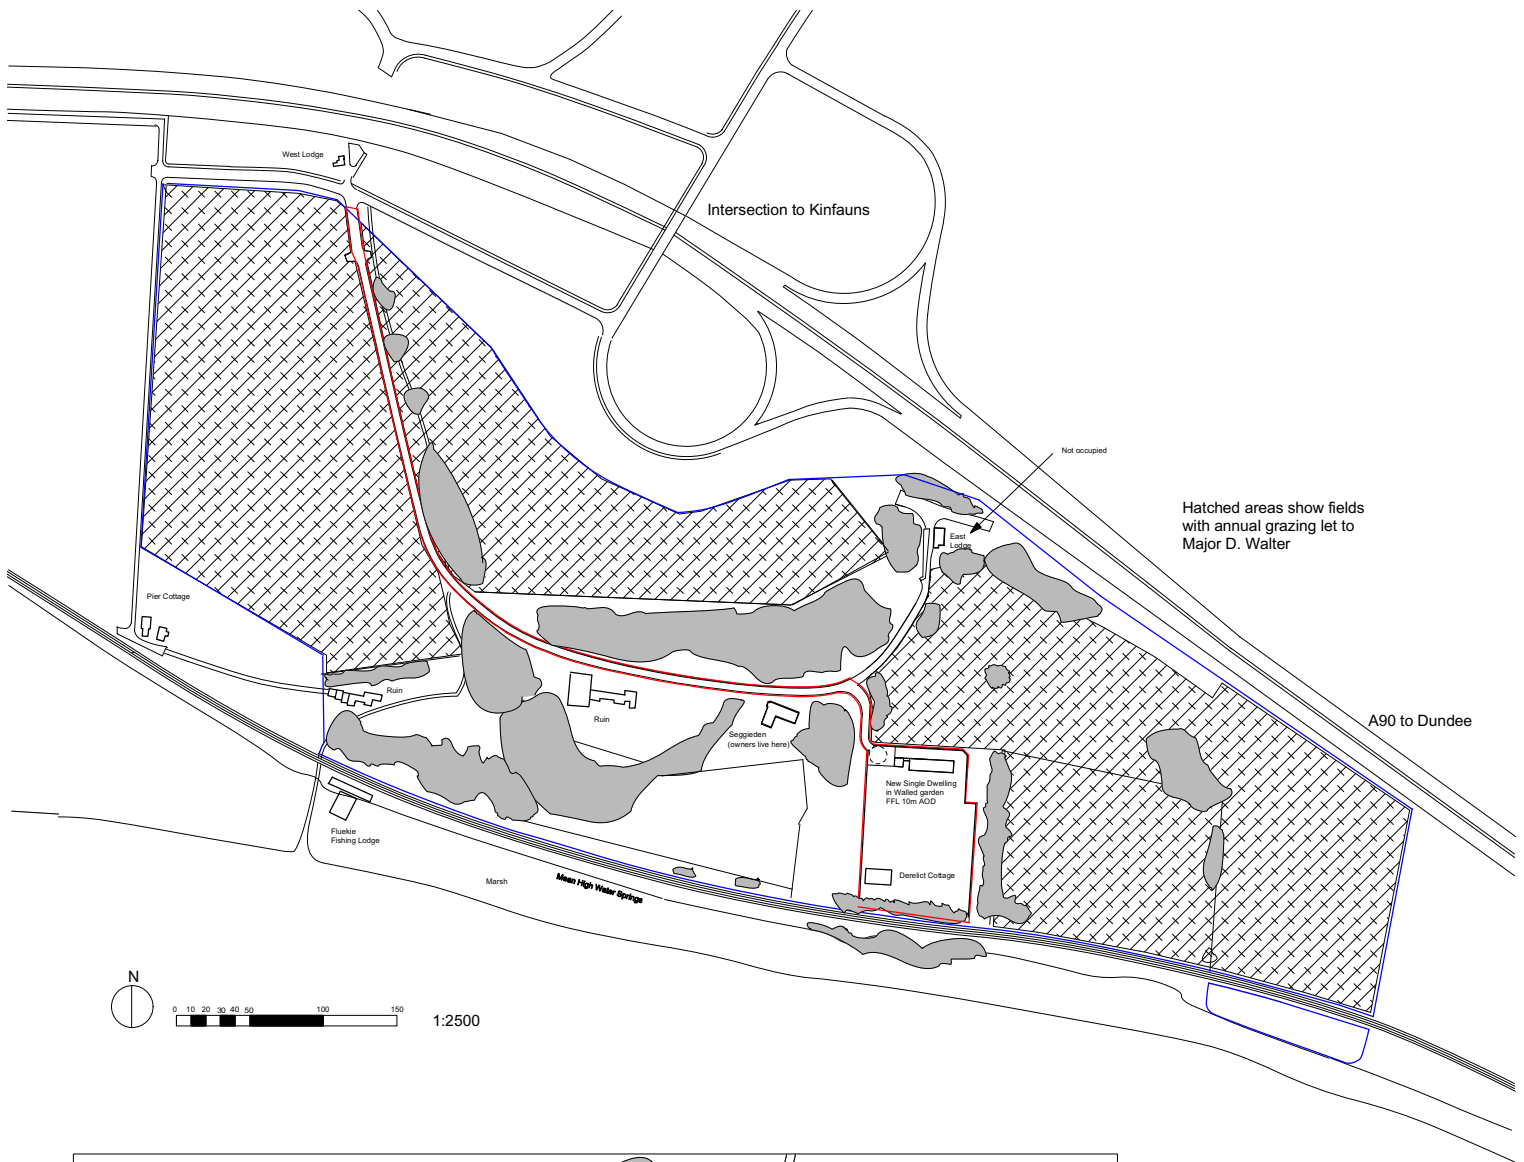 West Lodge
Intersection to Kinfauns
Not occupied
Hatched areas show fields
with annual grazing let to
Major D. Walter
East
Lodge
Pier Cottage
Ruin
Ruin
Seggieden
(owners live here)
A90 to Dundee
New Single Dwelling
in Walled garden
FFL 10m AOD
Fluekie
Fishing Lodge
Derelict Cottage
Marsh
Mean High Water Springs
N
0 10 20 30 40 50 100 150
1:2500